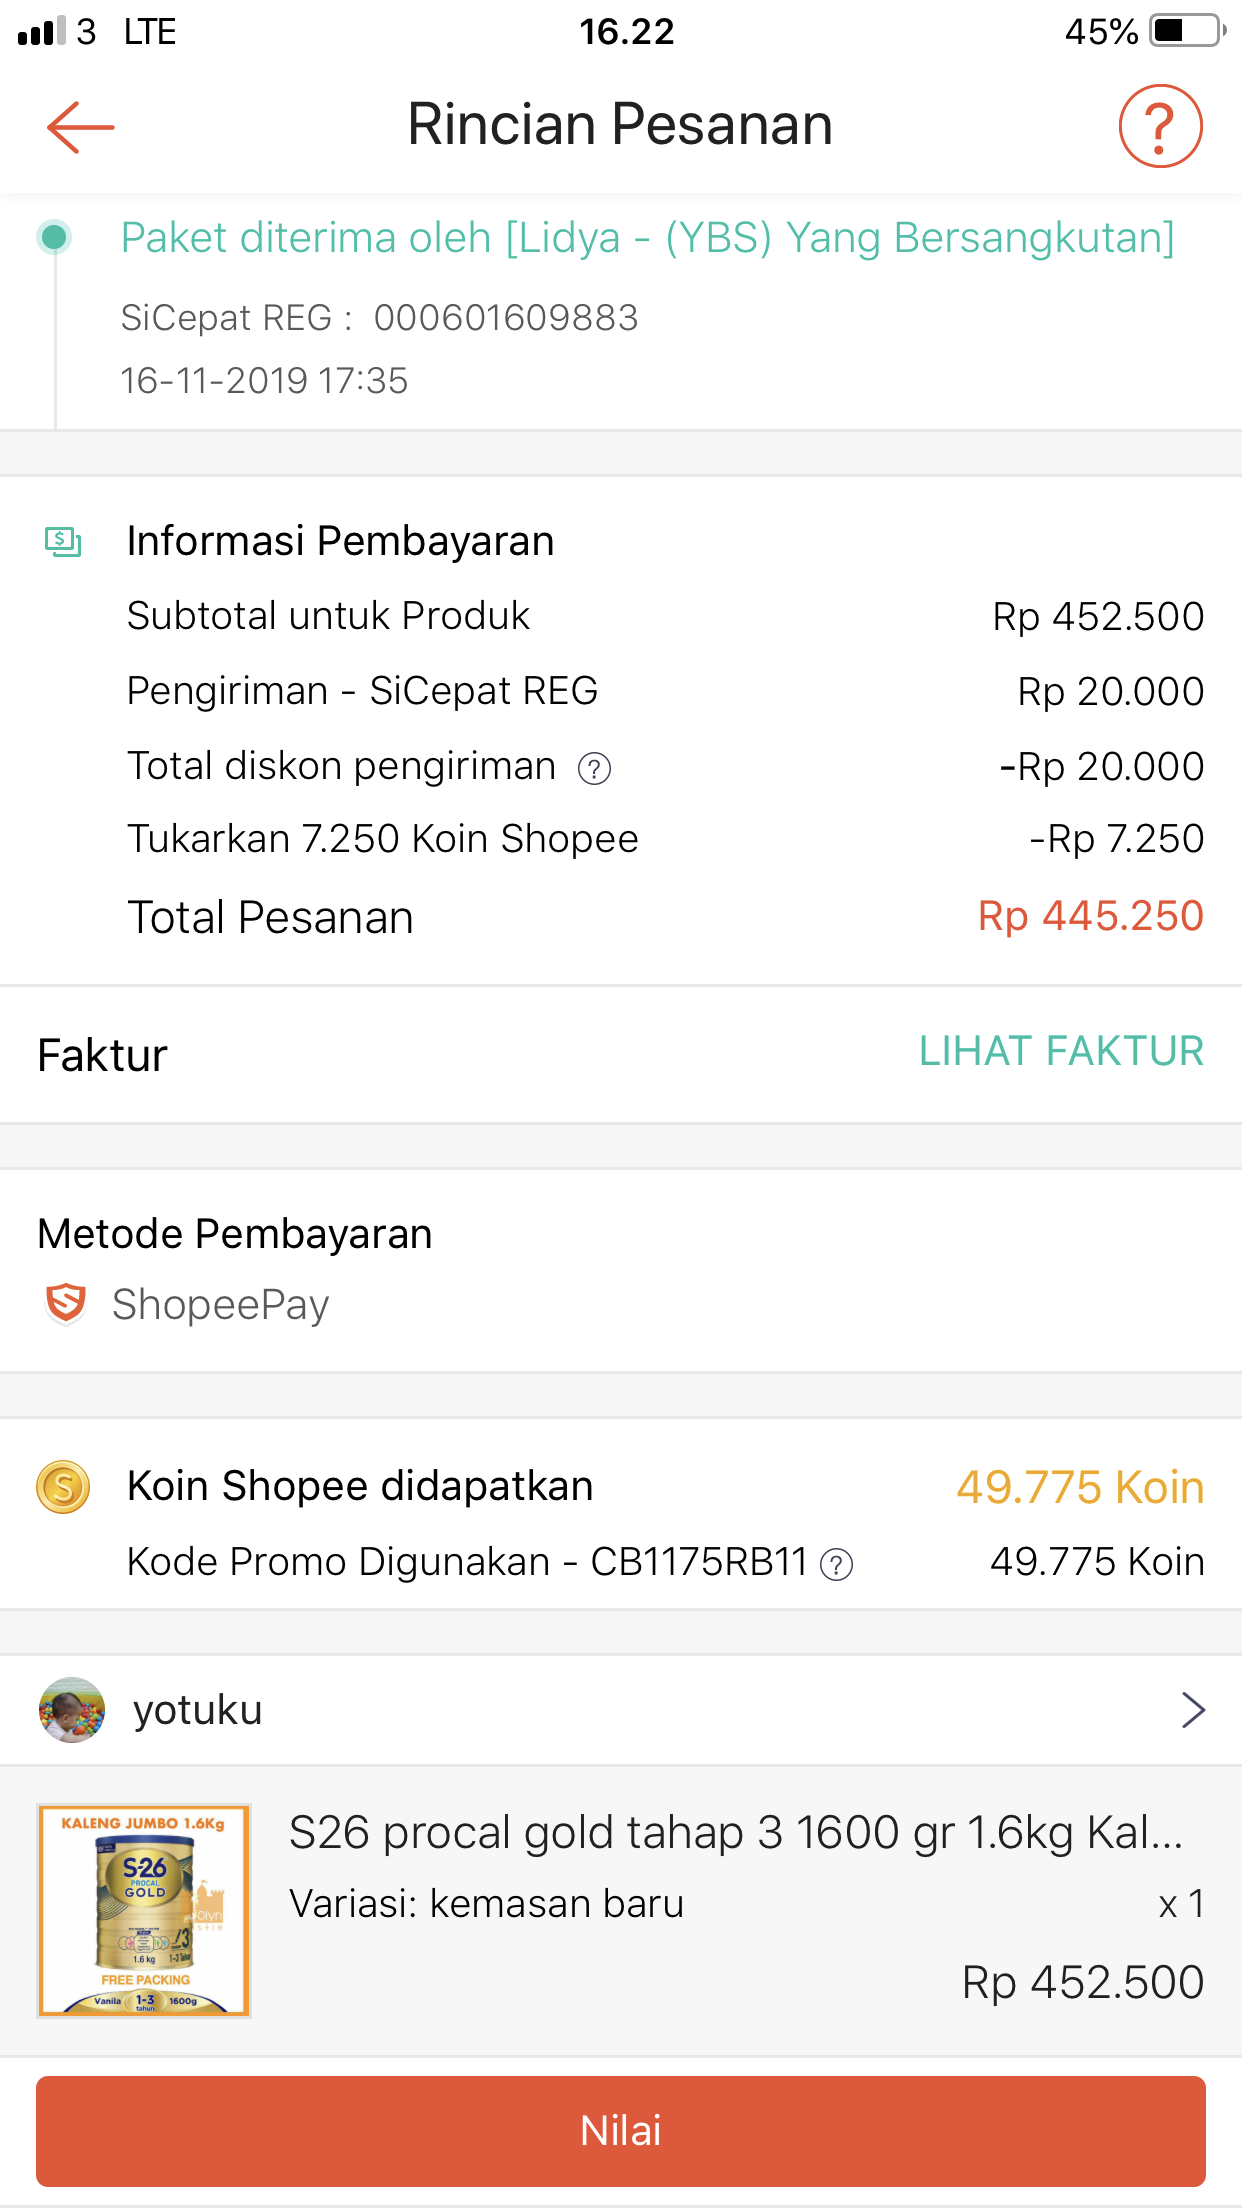 3 LTE 16.22 45%
Rincian Pesanan ?
Paket diterima oleh [Lidya - (YBS) Yang Bersangkutan]
SiCepat REG : 000601609883
16-11-2019 17:35
Informasi Pembayaran
Subtotal untuk Produk Rp 452.500
Pengiriman - SiCepat REG Rp 20.000
Total diskon pengiriman ? -Rp 20.000
Tukarkan 7.250 Koin Shopee -Rp 7.250
Total Pesanan Rp 445.250
Faktur LIHAT FAKTUR
Metode Pembayaran
ShopeePay
Koin Shopee didapatkan 49.775 Koin
Kode Promo Digunakan - CB1175RB11 ? 49.775 Koin
yotuku
KALENG JUMBO 1.6Kg
S-26
PROCAL
GOLD
3
1.6 kg 1-3 Tahun
FREE PACKING
Vanila 1-3 tahun 1600g
S26 procal gold tahap 3 1600 gr 1.6kg Kal...
Variasi: kemasan baru x 1
Rp 452.500
Nilai